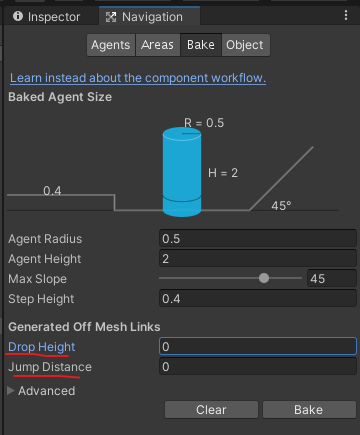 Inspector Navigation
Agents Areas Bake Object
Learn instead about the component workflow.
Baked Agent Size
R = 0.5
H = 2
0.4
45°
Agent Radius 0.5
Agent Height 2
Max Slope 45
Step Height 0.4
Generated Off Mesh Links
Drop Height 0
Jump Distance 0
Advanced
Clear Bake